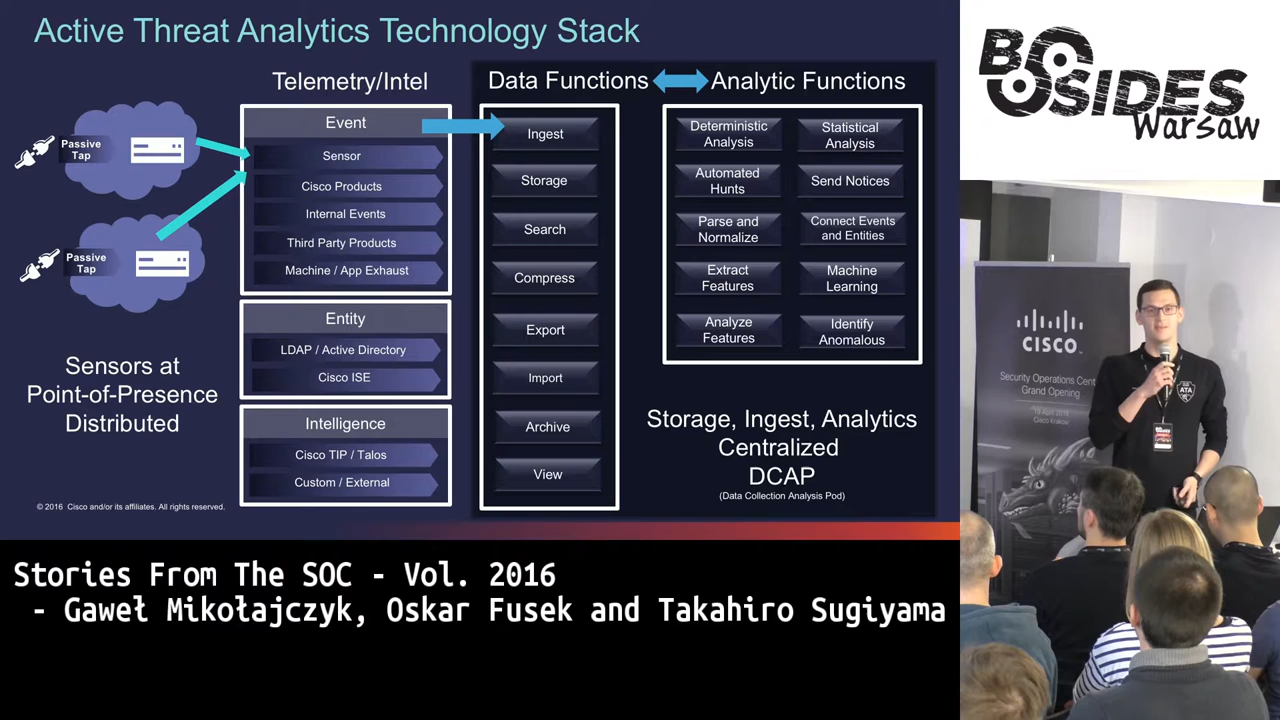 Active Threat Analytics Technology Stack
Telemetry/Intel
Data Functions
Analytic Functions
Passive
Tap
Passive
Tap
Sensors at
Point-of-Presence
Distributed
Event
Sensor
Cisco Products
Internal Events
Third Party Products
Machine / App Exhaust
Entity
LDAP / Active Directory
Cisco ISE
Intelligence
Cisco TIP / Talos
Custom / External
Ingest
Storage
Search
Compress
Export
Import
Archive
View
Deterministic
Analysis
Statistical
Analysis
Automated
Hunts
Send Notices
Parse and
Normalize
Connect Events
and Entities
Extract
Features
Machine
Learning
Analyze
Features
Identify
Anomalous
Storage, Ingest, Analytics
Centralized
DCAP
(Data Collection Analysis Pod)
© 2016 Cisco and/or its affiliates. All rights reserved.
BSIDES
Warsaw
CISCO
Security Operations Cent
Grand Opening
19 April 2016
Cisco Krakow
ATA
Stories From The SOC - Vol. 2016
- Gaweł Mikołajczyk, Oskar Fusek and Takahiro Sugiyama